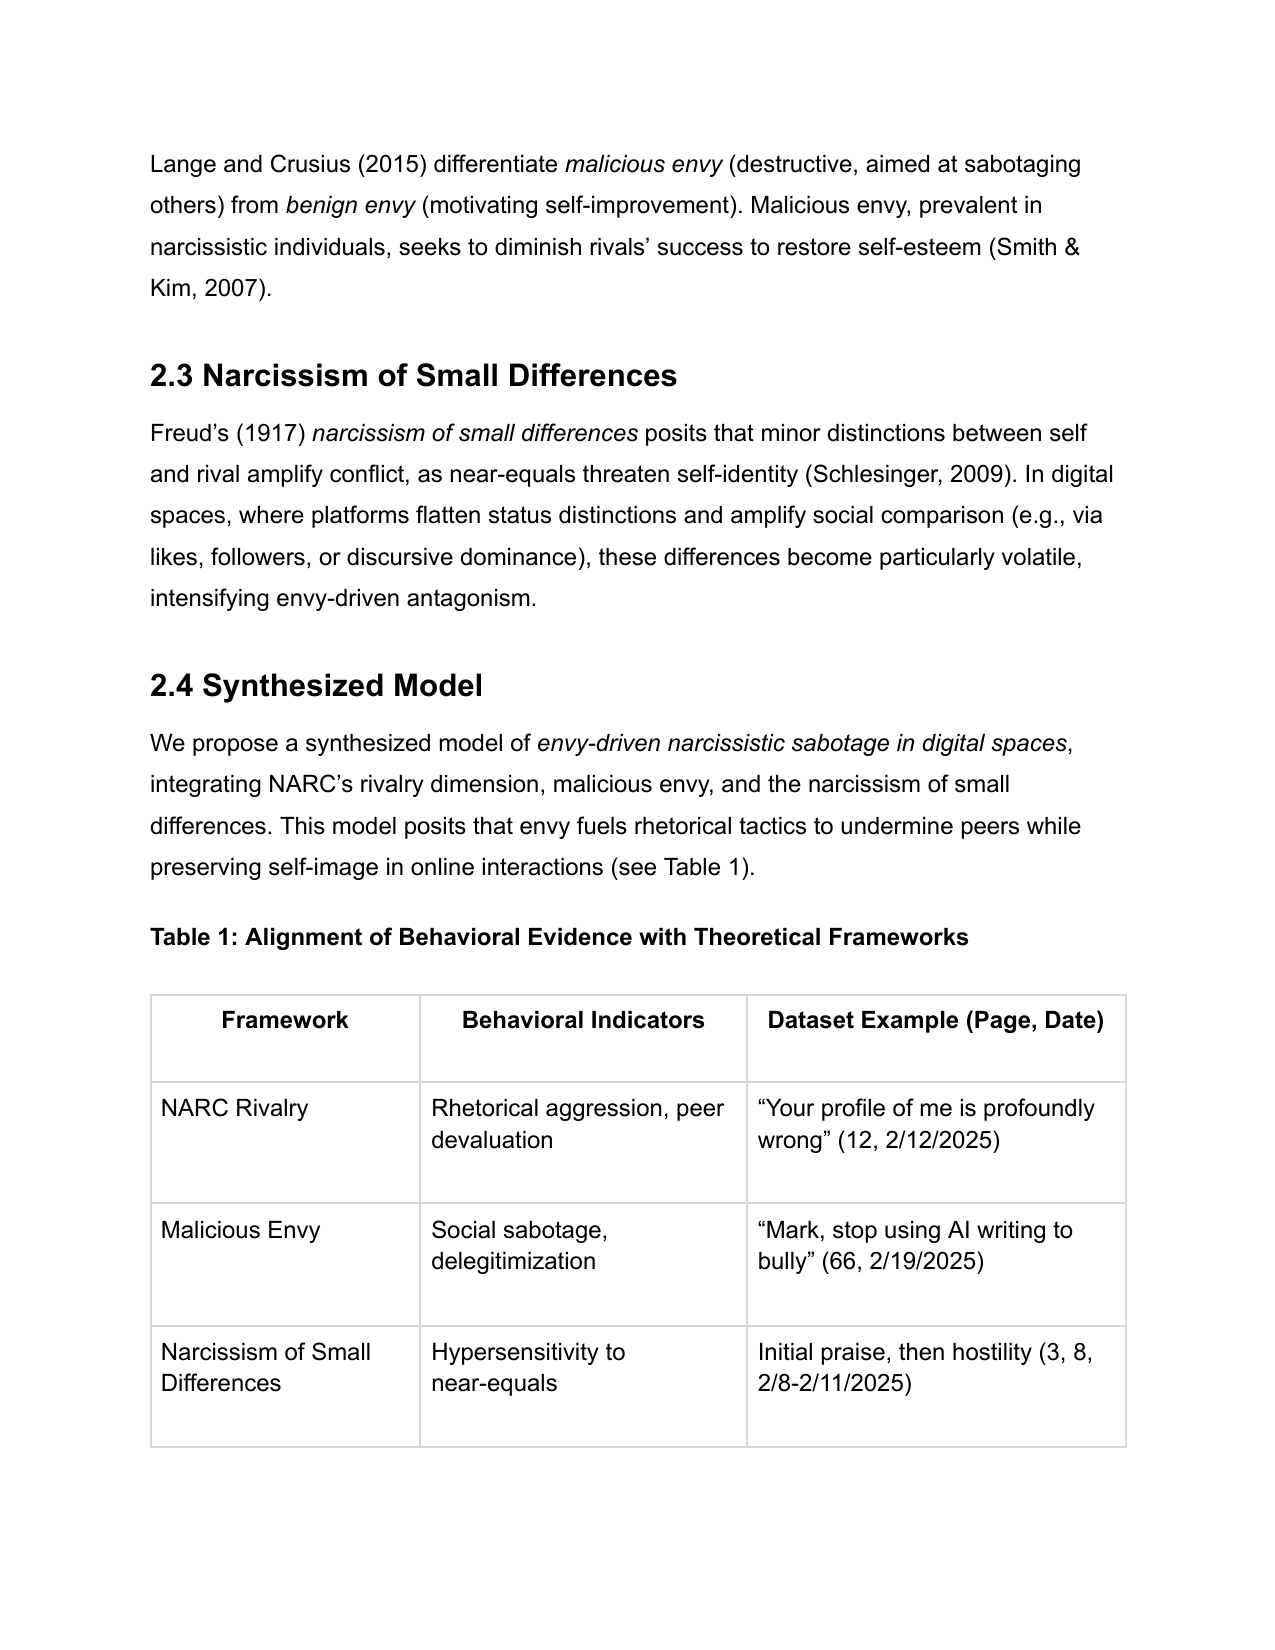 Lange and Crusius (2015) differentiate malicious envy (destructive, aimed at sabotaging
others) from benign envy (motivating self-improvement). Malicious envy, prevalent in
narcissistic individuals, seeks to diminish rivals’ success to restore self-esteem (Smith &
Kim, 2007).
2.3 Narcissism of Small Differences
Freud’s (1917) narcissism of small differences posits that minor distinctions between self
and rival amplify conflict, as near-equals threaten self-identity (Schlesinger, 2009). In digital
spaces, where platforms flatten status distinctions and amplify social comparison (e.g., via
likes, followers, or discursive dominance), these differences become particularly volatile,
intensifying envy-driven antagonism.
2.4 Synthesized Model
We propose a synthesized model of envy-driven narcissistic sabotage in digital spaces,
integrating NARC’s rivalry dimension, malicious envy, and the narcissism of small
differences. This model posits that envy fuels rhetorical tactics to undermine peers while
preserving self-image in online interactions (see Table 1).
Table 1: Alignment of Behavioral Evidence with Theoretical Frameworks
Framework
Behavioral Indicators
Dataset Example (Page, Date)
NARC Rivalry
Rhetorical aggression, peer
devaluation
“Your profile of me is profoundly
wrong” (12, 2/12/2025)
Malicious Envy
Social sabotage,
delegitimization
“Mark, stop using AI writing to
bully” (66, 2/19/2025)
Narcissism of Small
Differences
Hypersensitivity to
near-equals
Initial praise, then hostility (3, 8,
2/8-2/11/2025)